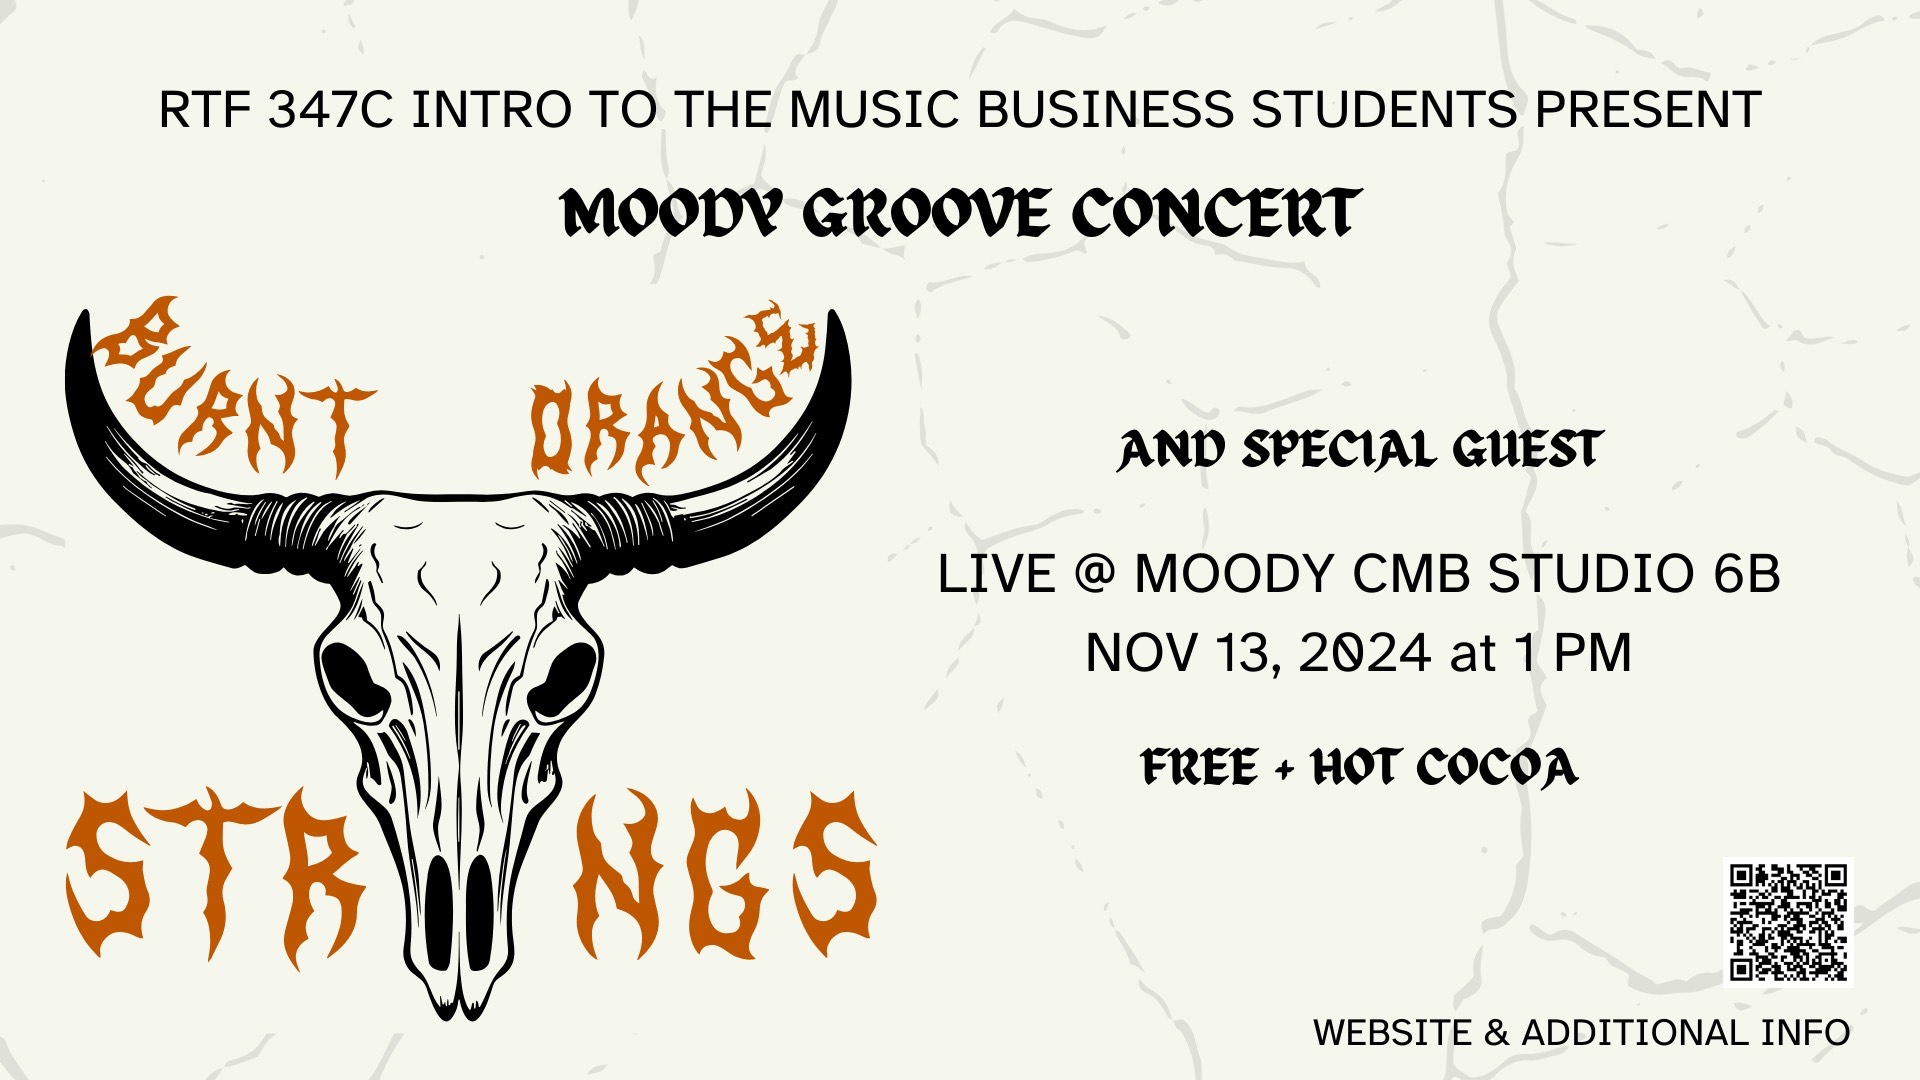 RTF 347C INTRO TO THE MUSIC BUSINESS STUDENTS PRESENT
MOODY GROOVE CONCERT
BURNT ORANGE
STR NGS
AND SPECIAL GUEST
LIVE @ MOODY CMB STUDIO 6B
NOV 13, 2024 at 1 PM
FREE + HOT COCOA
WEBSITE & ADDITIONAL INFO